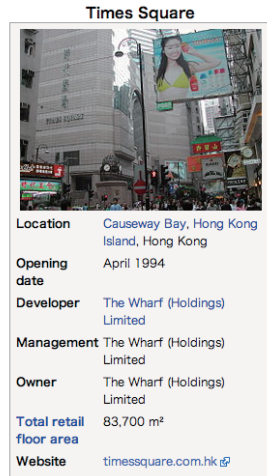 Times Square
Location Causeway Bay, Hong Kong
Island, Hong Kong
Opening April 1994
date
Developer The Wharf (Holdings)
Limited
Management The Wharf (Holdings)
Limited
Owner The Wharf (Holdings)
Limited
Total retail 83,700 m²
floor area
Website timessquare.com.hk